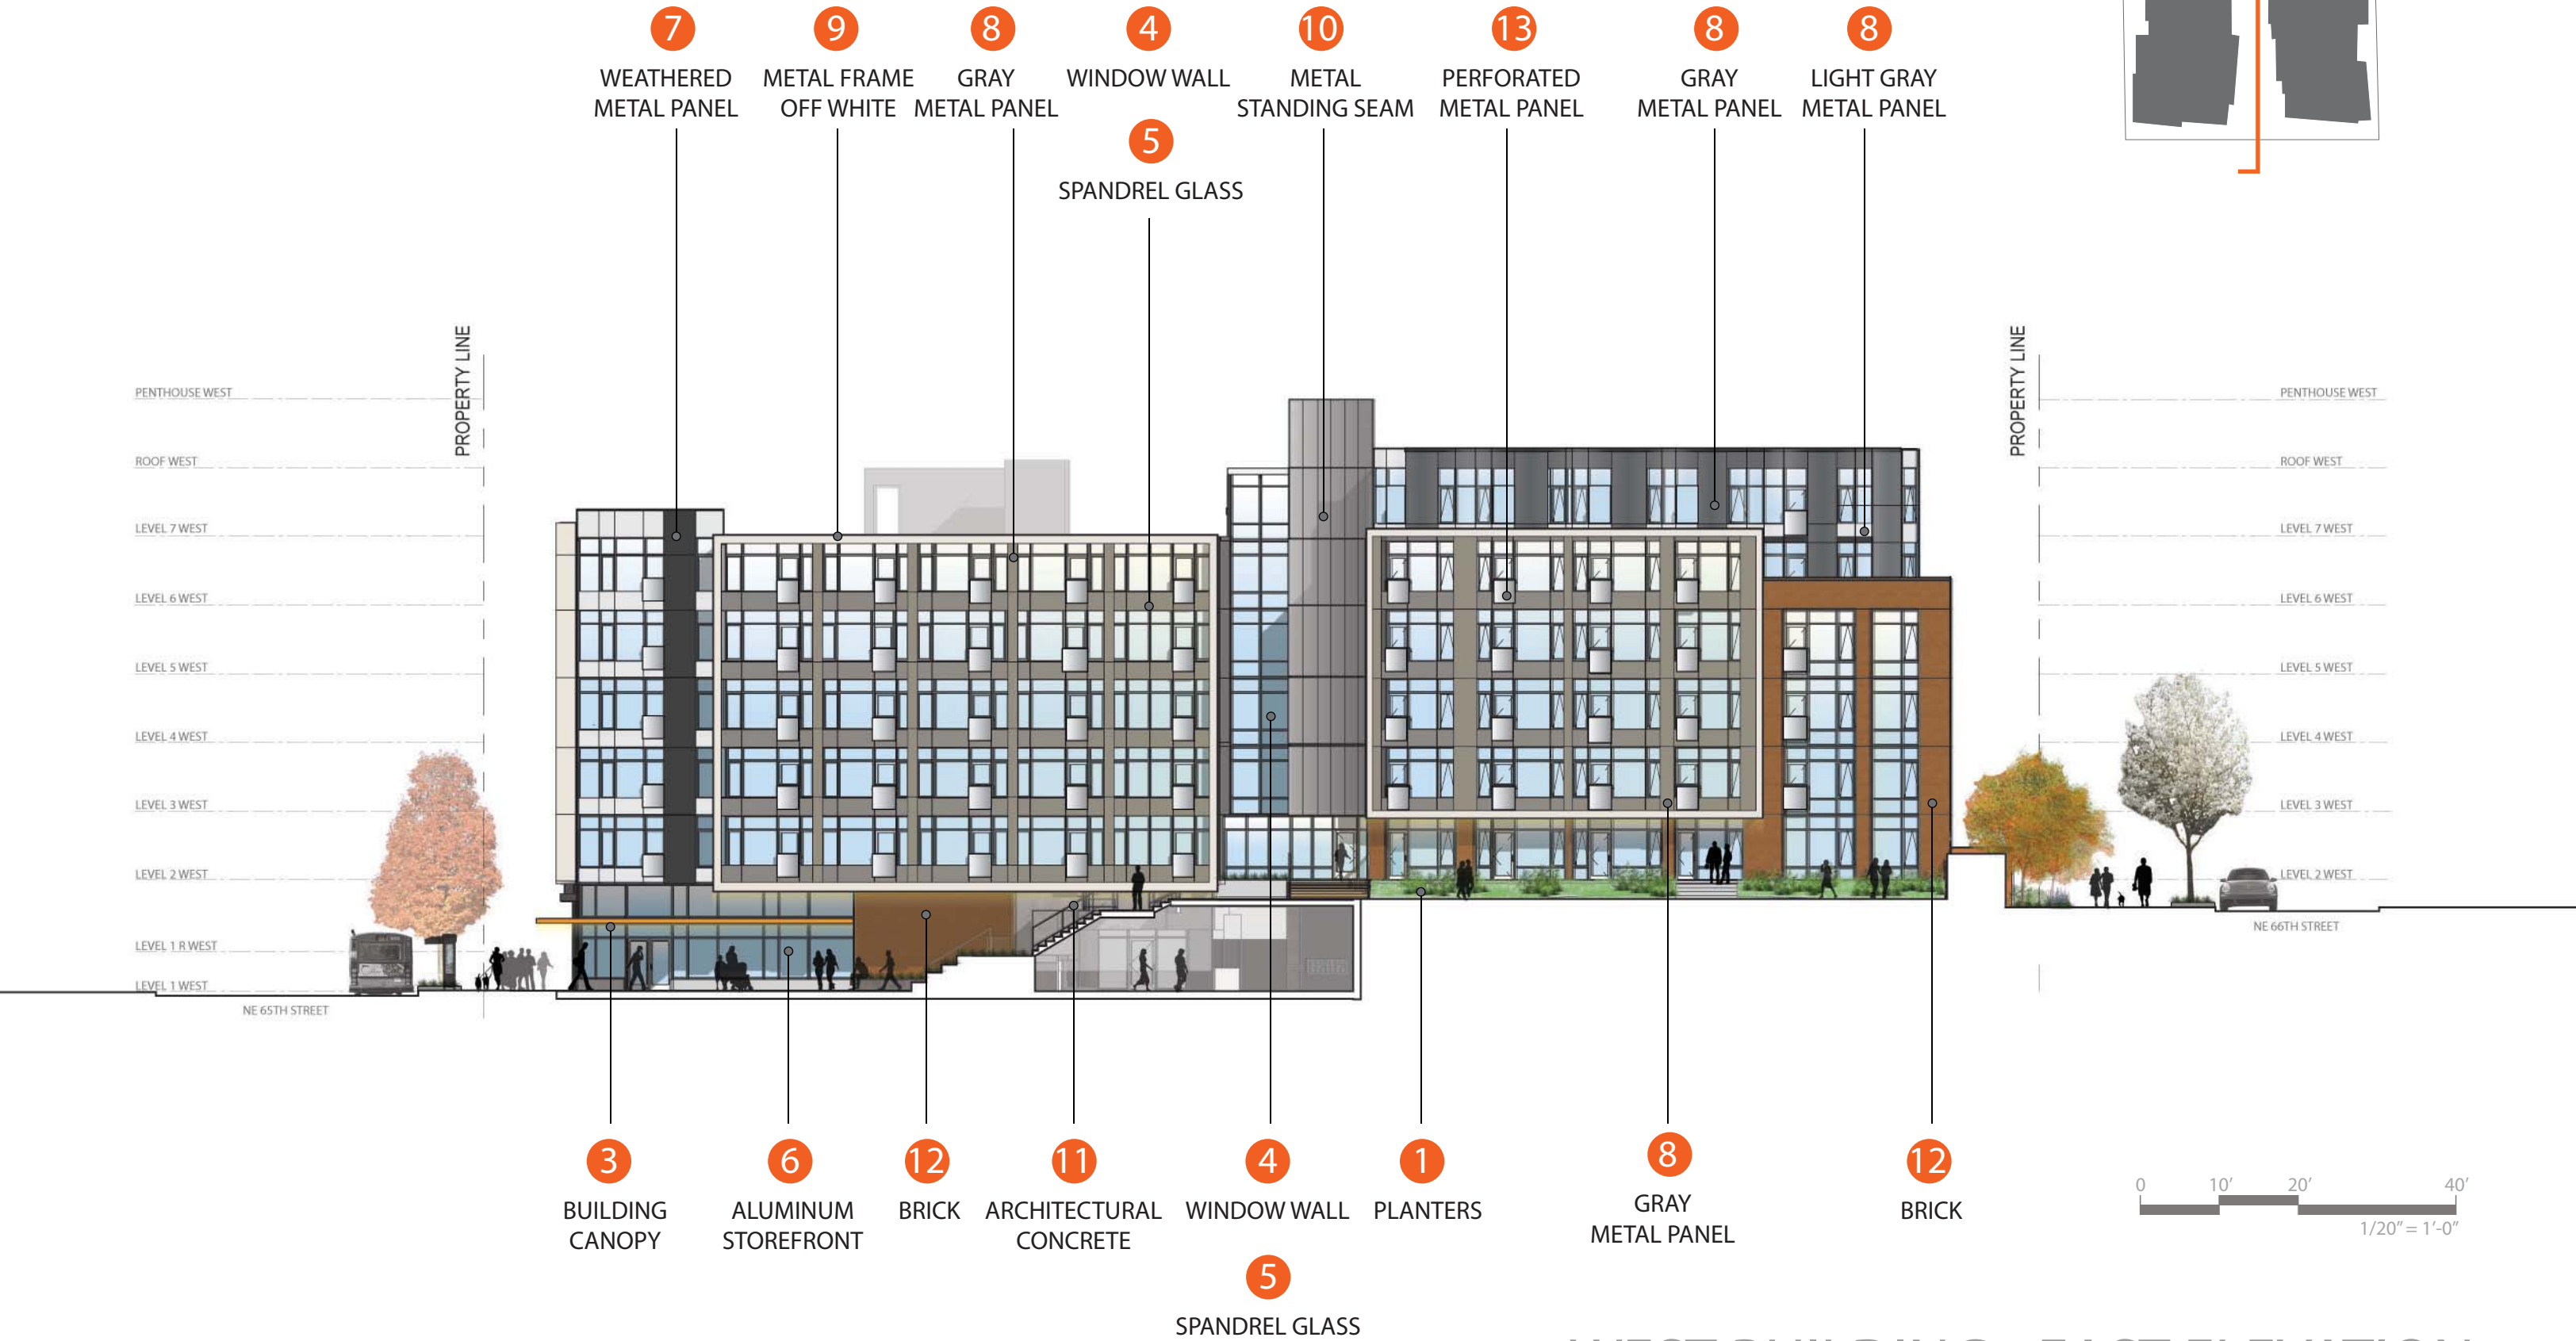 7
9
8
4
10
13
8
8
WEATHERED
METAL PANEL
METAL FRAME
OFF WHITE
GRAY
METAL PANEL
WINDOW WALL
METAL
STANDING SEAM
PERFORATED
METAL PANEL
GRAY
METAL PANEL
LIGHT GRAY
METAL PANEL
5
SPANDREL GLASS
PROPERTY LINE
PROPERTY LINE
PENTHOUSE WEST
ROOF WEST
LEVEL 7 WEST
LEVEL 6 WEST
LEVEL 5 WEST
LEVEL 4 WEST
LEVEL 3 WEST
LEVEL 2 WEST
LEVEL 1 R WEST
LEVEL 1 WEST
NE 65TH STREET
PENTHOUSE WEST
ROOF WEST
LEVEL 7 WEST
LEVEL 6 WEST
LEVEL 5 WEST
LEVEL 4 WEST
LEVEL 3 WEST
LEVEL 2 WEST
NE 66TH STREET
3
6
12
11
4
1
8
12
BUILDING
CANOPY
ALUMINUM
STOREFRONT
BRICK
ARCHITECTURAL
CONCRETE
WINDOW WALL
PLANTERS
GRAY
METAL PANEL
BRICK
5
SPANDREL GLASS
0 10' 20' 40'
1/20" = 1'-0"